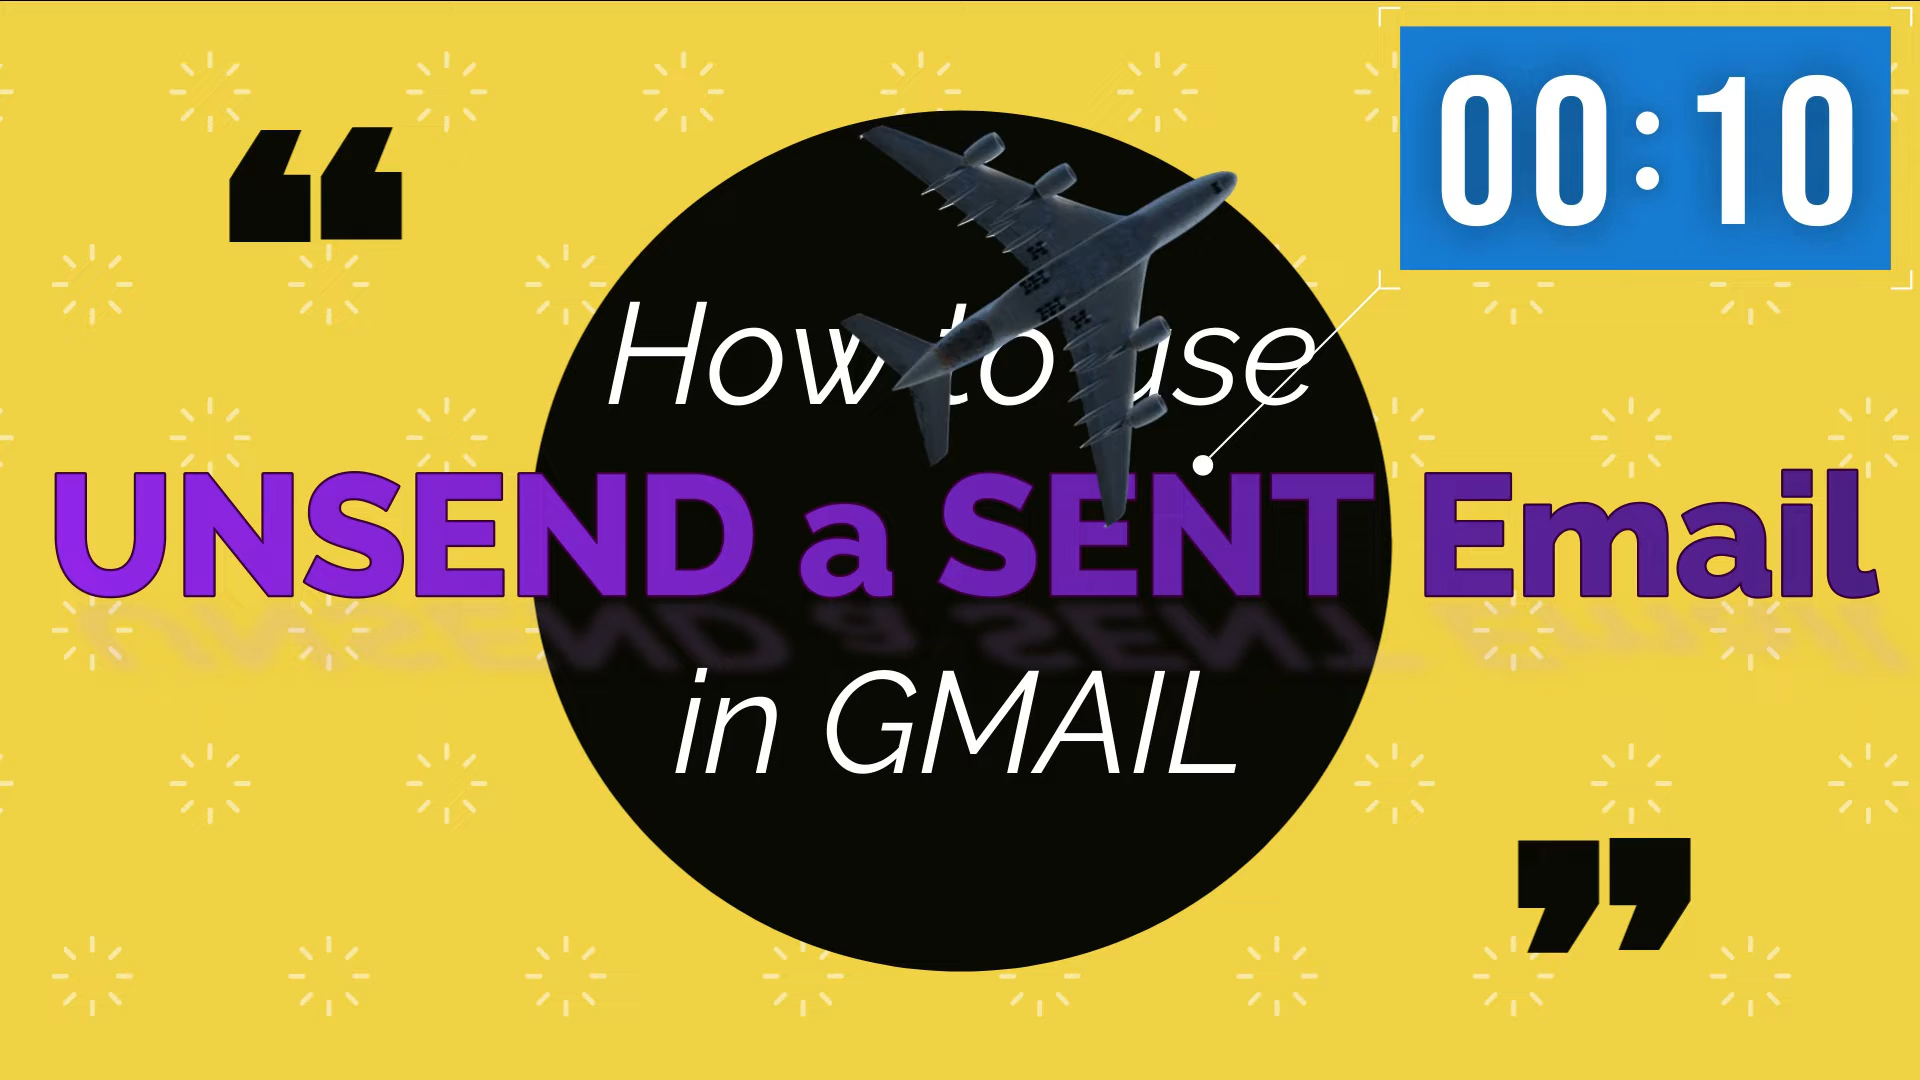 00:10
“
How to use
UNSEND a SENT Email
in GMAIL
”